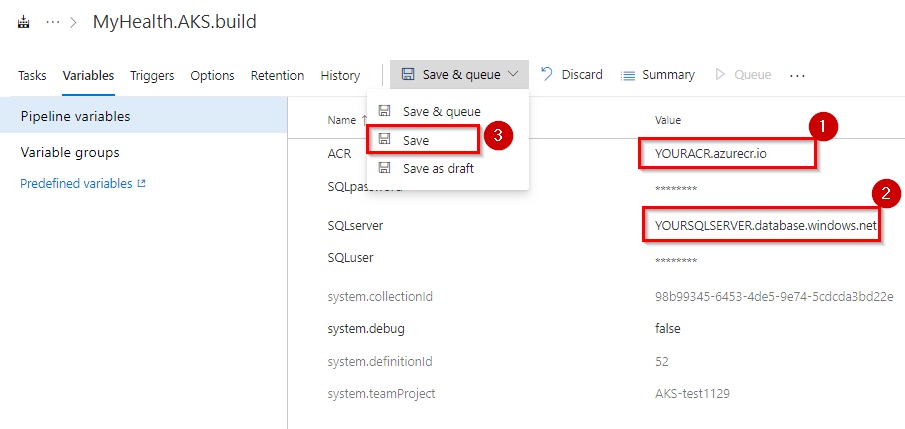 ··· > MyHealth.AKS.build
Tasks Variables Triggers Options Retention History Save & queue Discard Summary Queue ···
Pipeline variables
Variable groups
Predefined variables
Save & queue
Save
Save as draft
3
Name ↑ Value
1
ACR YOURACR.azurecr.io
SQLpassword ********
2
SQLserver YOURSQLSERVER.database.windows.net
SQLuser ********
system.collectionId 98b99345-6453-4de5-9e74-5cdcda3bd22e
system.debug false
system.definitionId 52
system.teamProject AKS-test1129